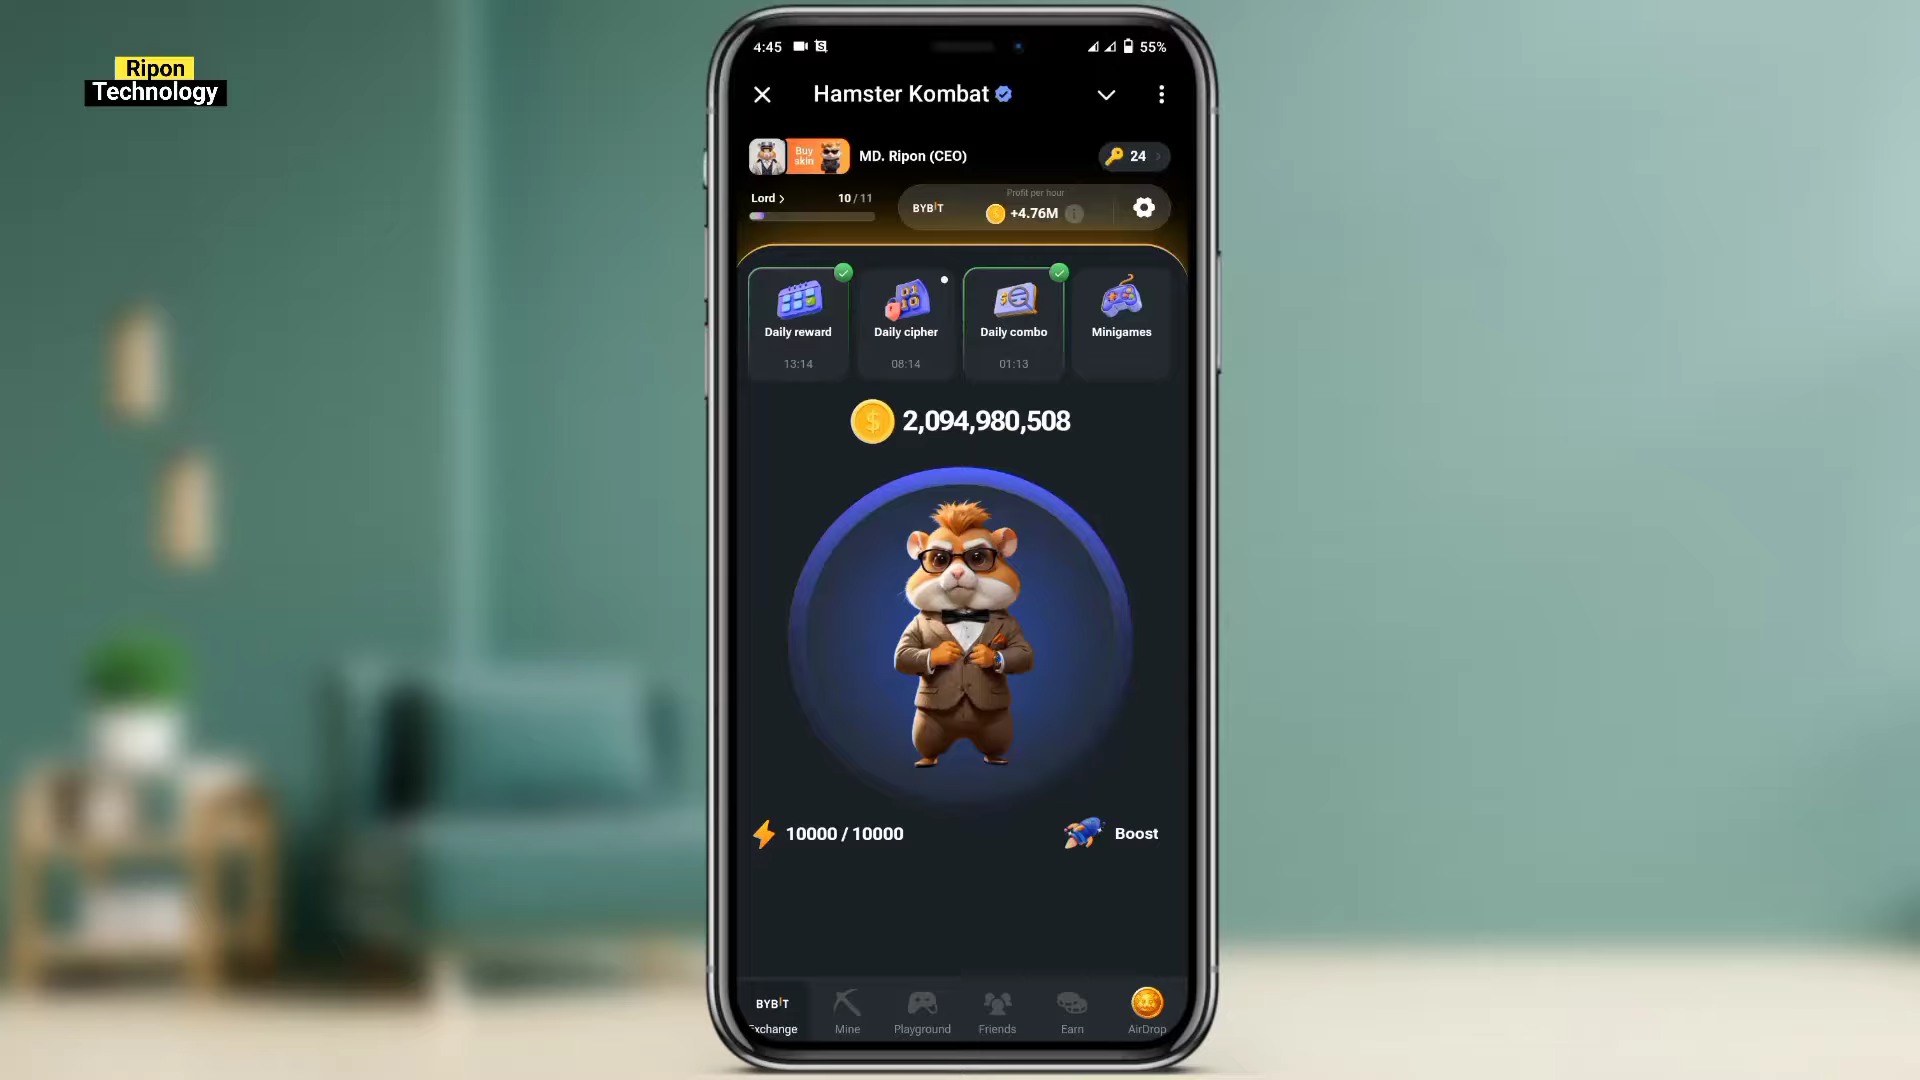 Ripon
Technology
4:45
55%
Hamster Kombat
Buy
skin
MD. Ripon (CEO)
24
Lord >
10 / 11
BYBIT
Profit per hour
+4.76M
Daily reward
13:14
Daily cipher
08:14
Daily combo
01:13
Minigames
2,094,980,508
10000 / 10000
Boost
BYBIT
Exchange
Mine
Playground
Friends
Earn
AirDrop